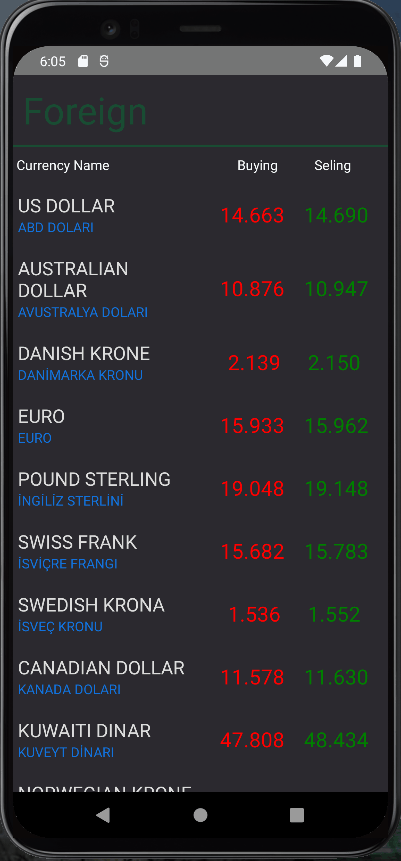 6:05
Foreign
Currency Name Buying Seling
US DOLLAR
ABD DOLARI
14.663 14.690
AUSTRALIAN
DOLLAR
AVUSTRALYA DOLARI
10.876 10.947
DANISH KRONE
DANİMARKA KRONU
2.139 2.150
EURO
EURO
15.933 15.962
POUND STERLING
İNGİLİZ STERLİNİ
19.048 19.148
SWISS FRANK
İSVİÇRE FRANGI
15.682 15.783
SWEDISH KRONA
İSVEÇ KRONU
1.536 1.552
CANADIAN DOLLAR
KANADA DOLARI
11.578 11.630
KUWAITI DINAR
KUVEYT DİNARI
47.808 48.434
NORWEGIAN KRONE